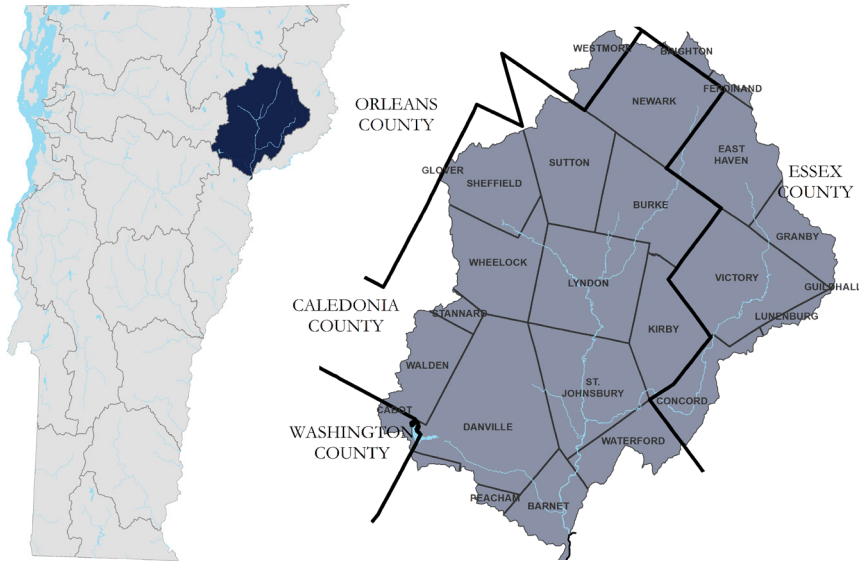 WESTMORE
BRIGHTON
ORLEANS
COUNTY
NEWARK
FERDINAND
EAST
HAVEN
ESSEX
COUNTY
SUTTON
GLOVER
SHEFFIELD
BURKE
GRANBY
WHEELOCK
LYNDON
VICTORY
GUILDHALL
CALEDONIA
COUNTY
STANNARD
KIRBY
LUNENBURG
WALDEN
ST.
JOHNSBURY
CONCORD
CABOT
DANVILLE
WATERFORD
WASHINGTON
COUNTY
PEACHAM
BARNET